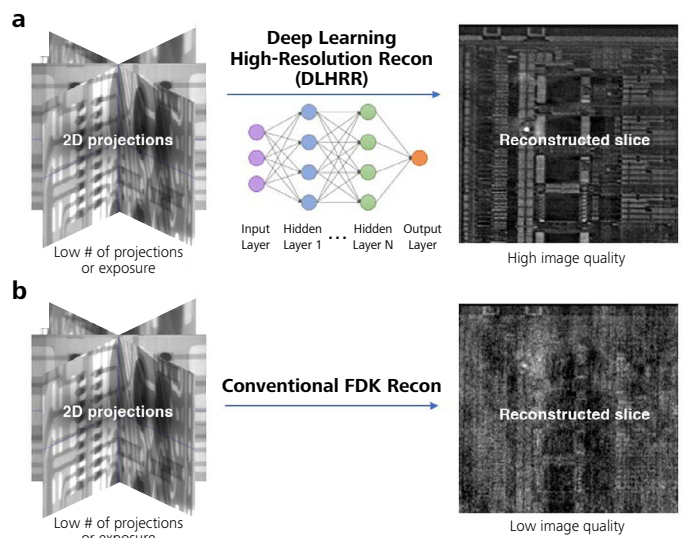 a
Deep Learning
High-Resolution Recon
(DLHRR)
2D projections
Reconstructed slice
Input
Layer
Hidden
Layer 1
...
Hidden
Layer N
Output
Layer
Low # of projections
or exposure
High image quality
b
Conventional FDK Recon
2D projections
Reconstructed slice
Low # of projections
or exposure
Low image quality